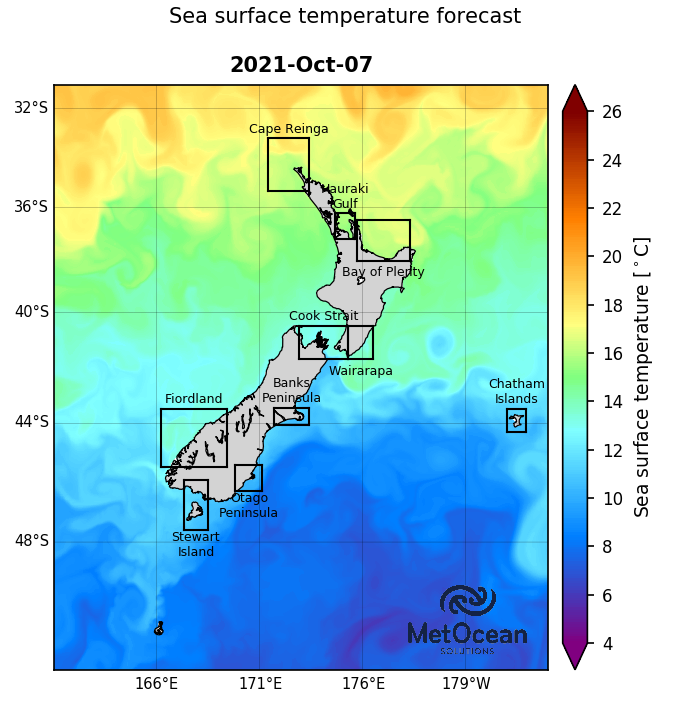 Sea surface temperature forecast
2021-Oct-07
32°S
36°S
40°S
44°S
48°S
Cape Reinga
Hauraki
Gulf
Bay of Plenty
Cook Strait
Wairarapa
Banks
Peninsula
Chatham
Islands
Fiordland
Otago
Peninsula
Stewart
Island
MetOcean
SOLUTIONS
166°E
171°E
176°E
179°W
26
24
22
20
18
16
14
12
10
8
6
4
Sea surface temperature [°C]